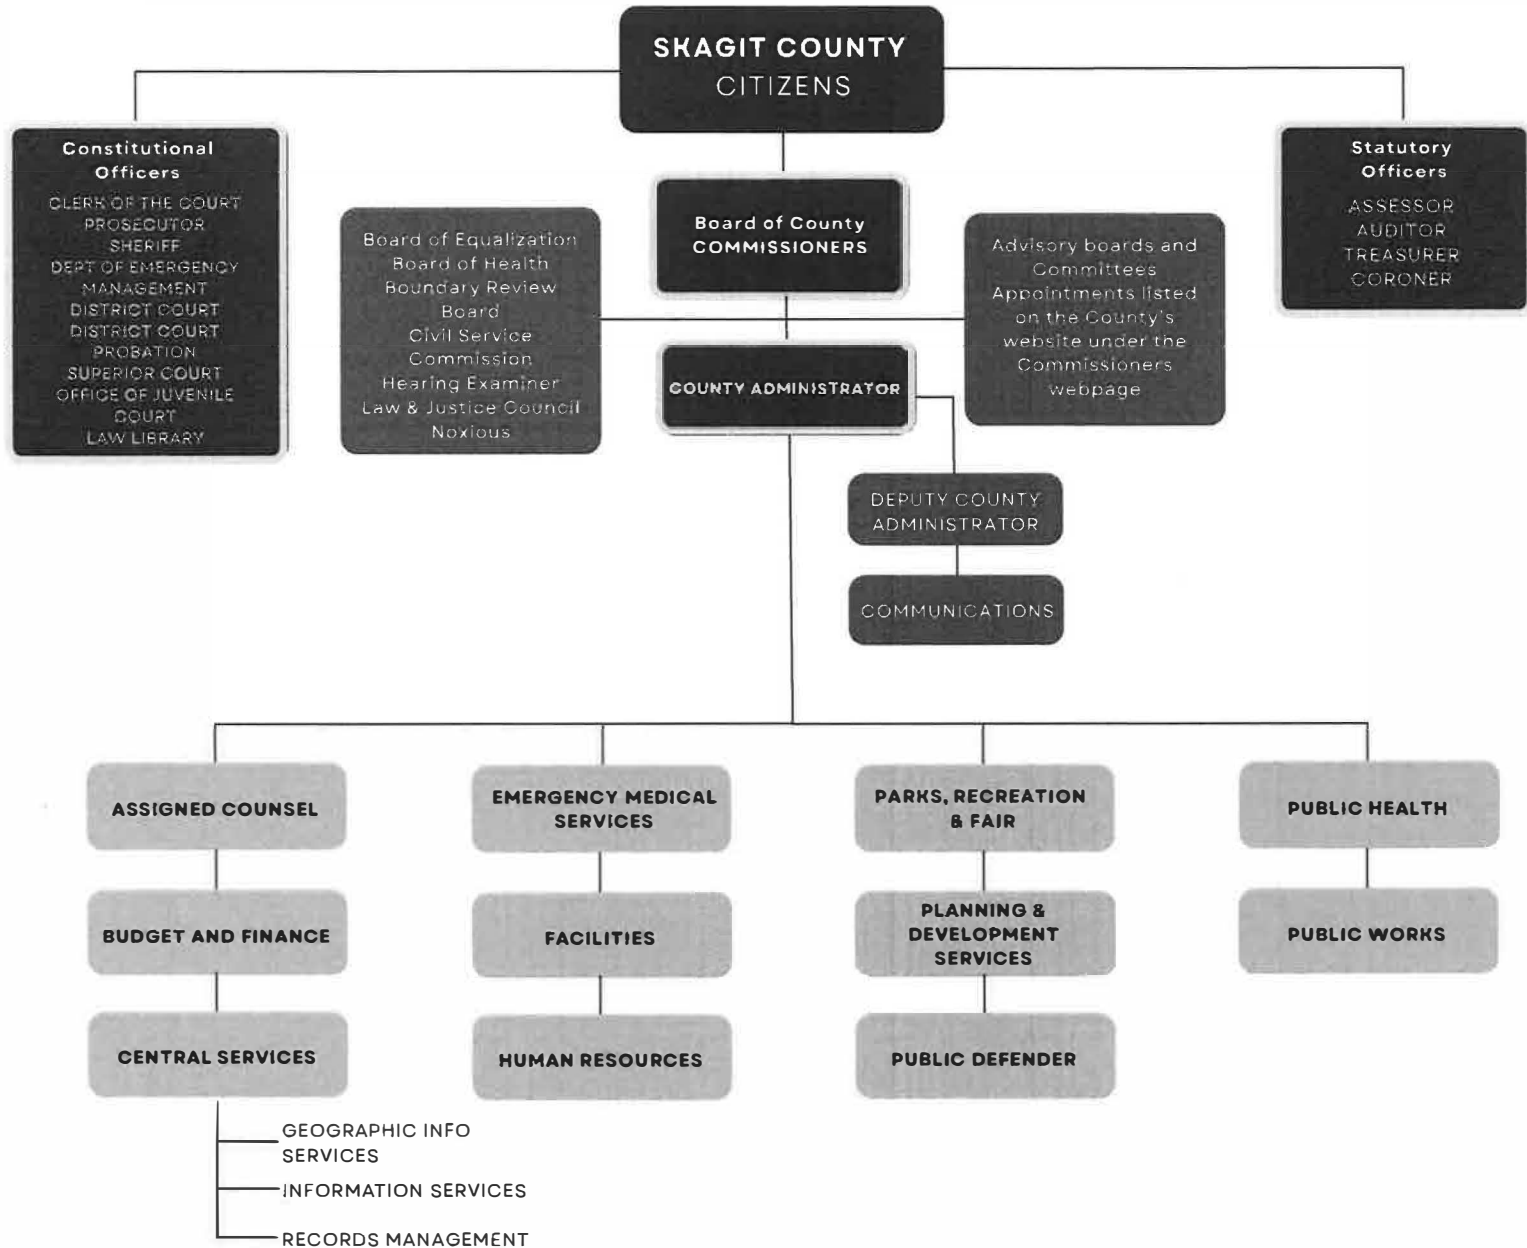 SKAGIT COUNTY
CITIZENS
Constitutional
Officers
CLERK OF THE COURT
PROSECUTOR
SHERIFF
DEPT OF EMERGENCY
MANAGEMENT
DISTRICT COURT
DISTRICT COURT
PROBATION
SUPERIOR COURT
OFFICE OF JUVENILE
COURT
LAW LIBRARY
Board of Equalization
Board of Health
Boundary Review
Board
Civil Service
Commission
Hearing Examiner
Law & Justice Council
Noxious
Board of County
COMMISSIONERS
COUNTY ADMINISTRATOR
Advisory boards and
Committees
Appointments listed
on the County's
website under the
Commissioners
webpage
Statutory
Officers
ASSESSOR
AUDITOR
TREASURER
CORONER
DEPUTY COUNTY
ADMINISTRATOR
COMMUNICATIONS
ASSIGNED COUNSEL
BUDGET AND FINANCE
CENTRAL SERVICES
GEOGRAPHIC INFO
SERVICES
INFORMATION SERVICES
RECORDS MANAGEMENT
EMERGENCY MEDICAL
SERVICES
FACILITIES
HUMAN RESOURCES
PARKS, RECREATION
& FAIR
PLANNING &
DEVELOPMENT
SERVICES
PUBLIC DEFENDER
PUBLIC HEALTH
PUBLIC WORKS